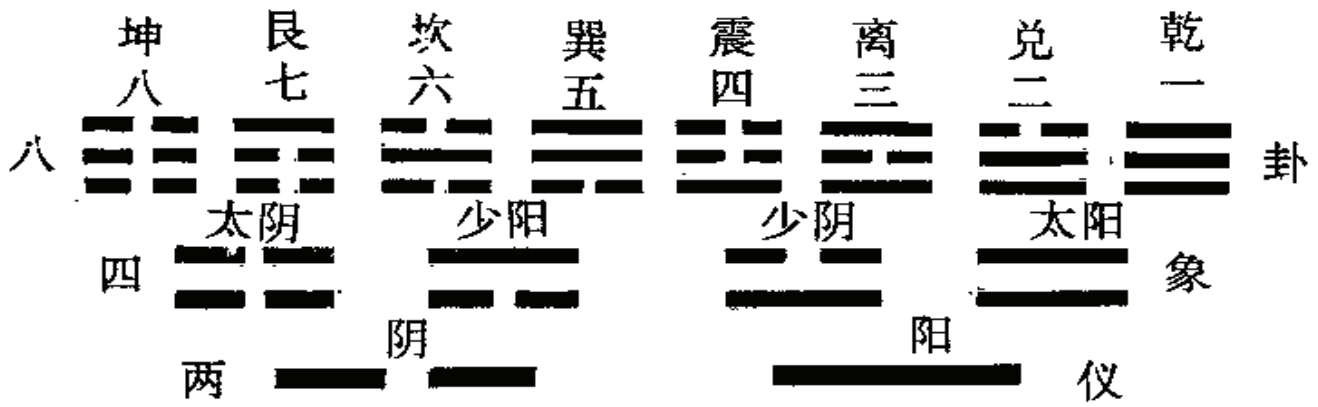 坤 艮 坎 巽 震 离 兑 乾
八 七 六 五 四 三 二 一
八 卦
太阴 少阳 少阴 太阳
四 象
阴 阳
两 仪